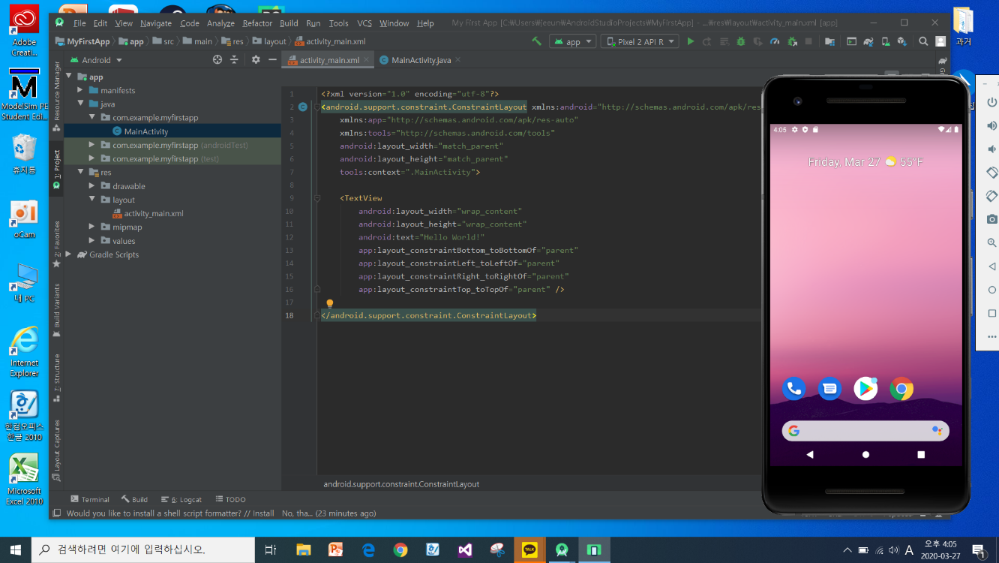 Adobe
Creati...
ModelSim PE
Student Edi...
휴지통
oCam
내 PC
Internet
Explorer
한컴오피스
한글 2010
Microsoft
Excel 2010
과거
File Edit View Navigate Code Analyze Refactor Build Run Tools VCS Window Help
My First App [C:₩Users₩jeeun₩AndroidStudioProjects₩MyFirstApp] - ...₩res₩layout₩activity_main.xml [app]
MyFirstApp app src main res layout activity_main.xml
app Pixel 2 API R
Android
activity_main.xml MainActivity.java
Resource Manager
1: Project
2: Favorites
Build Variants
7: Structure
Layout Captures
app
manifests
java
com.example.myfirstapp
MainActivity
com.example.myfirstapp (androidTest)
com.example.myfirstapp (test)
res
drawable
layout
activity_main.xml
mipmap
values
Gradle Scripts
1 <?xml version="1.0" encoding="utf-8"?>
2 <android.support.constraint.ConstraintLayout xmlns:android="http://schemas.android.com/apk/res
3 xmlns:app="http://schemas.android.com/apk/res-auto"
4 xmlns:tools="http://schemas.android.com/tools"
5 android:layout_width="match_parent"
6 android:layout_height="match_parent"
7 tools:context=".MainActivity">
8
9 <TextView
10 android:layout_width="wrap_content"
11 android:layout_height="wrap_content"
12 android:text="Hello World!"
13 app:layout_constraintBottom_toBottomOf="parent"
14 app:layout_constraintLeft_toLeftOf="parent"
15 app:layout_constraintRight_toRightOf="parent"
16 app:layout_constraintTop_toTopOf="parent" />
17
18 </android.support.constraint.ConstraintLayout>
android.support.constraint.ConstraintLayout
4:05
Friday, Mar 27 55°F
Terminal Build 6: Logcat TODO
Would you like to install a shell script formatter? // Install No, tha... (23 minutes ago)
검색하려면 여기에 입력하십시오.
TALK
A
오후 4:05
2020-03-27
1